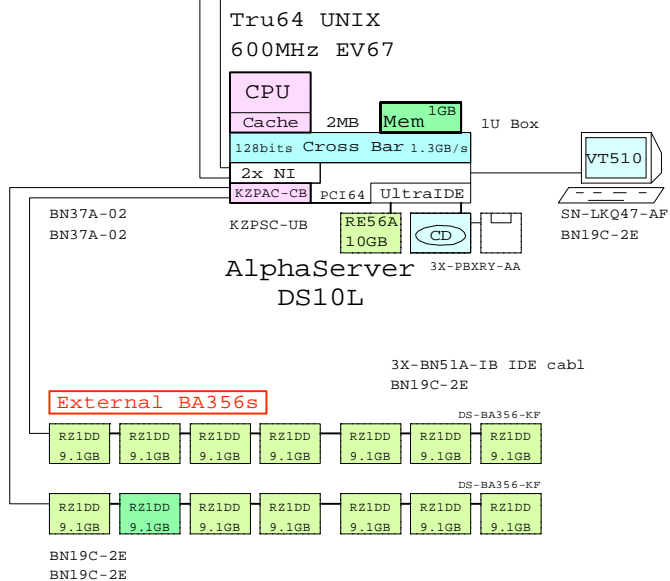 Tru64 UNIX
600MHz EV67
CPU
Cache 2MB Mem 1GB 1U Box
128bits Cross Bar 1.3GB/s
VT510
2x NI
KZPAC-CB PCI64 UltraIDE
BN37A-02 SN-LKQ47-AF
BN37A-02 KZPSC-UB RE56A CD BN19C-2E
10GB
AlphaServer 3X-PBXRY-AA
DS10L
3X-BN51A-IB IDE cabl
BN19C-2E
External BA356s
DS-BA356-KF
RZ1DD RZ1DD RZ1DD RZ1DD RZ1DD RZ1DD RZ1DD
9.1GB 9.1GB 9.1GB 9.1GB 9.1GB 9.1GB 9.1GB
DS-BA356-KF
RZ1DD RZ1DD RZ1DD RZ1DD RZ1DD RZ1DD RZ1DD
9.1GB 9.1GB 9.1GB 9.1GB 9.1GB 9.1GB 9.1GB
BN19C-2E
BN19C-2E